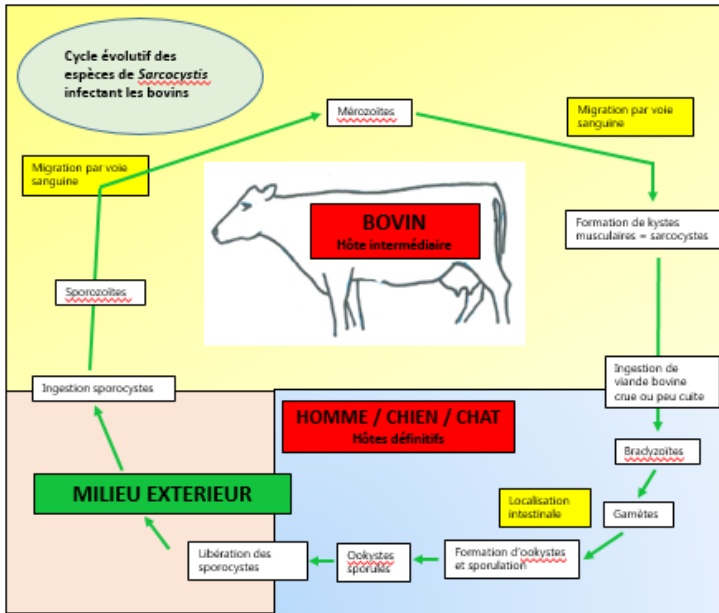 Cycle évolutif des
espèces de Sarcocystis
infectant les bovins
Mérozoïtes
Migration par voie
sanguine
Migration par voie
sanguine
BOVIN
Hôte intermédiaire
Formation de kystes
musculaires = sarcocystes
Sporozoïtes
Ingestion sporocystes
Ingestion de
viande bovine
crue ou peu cuite
HOMME / CHIEN / CHAT
Hôtes définitifs
Bradyzoïtes
MILIEU EXTERIEUR
Localisation
intestinale
Gamètes
Libération des
sporocystes
Ookystes
sporulés
Formation d'ookystes
et sporulation